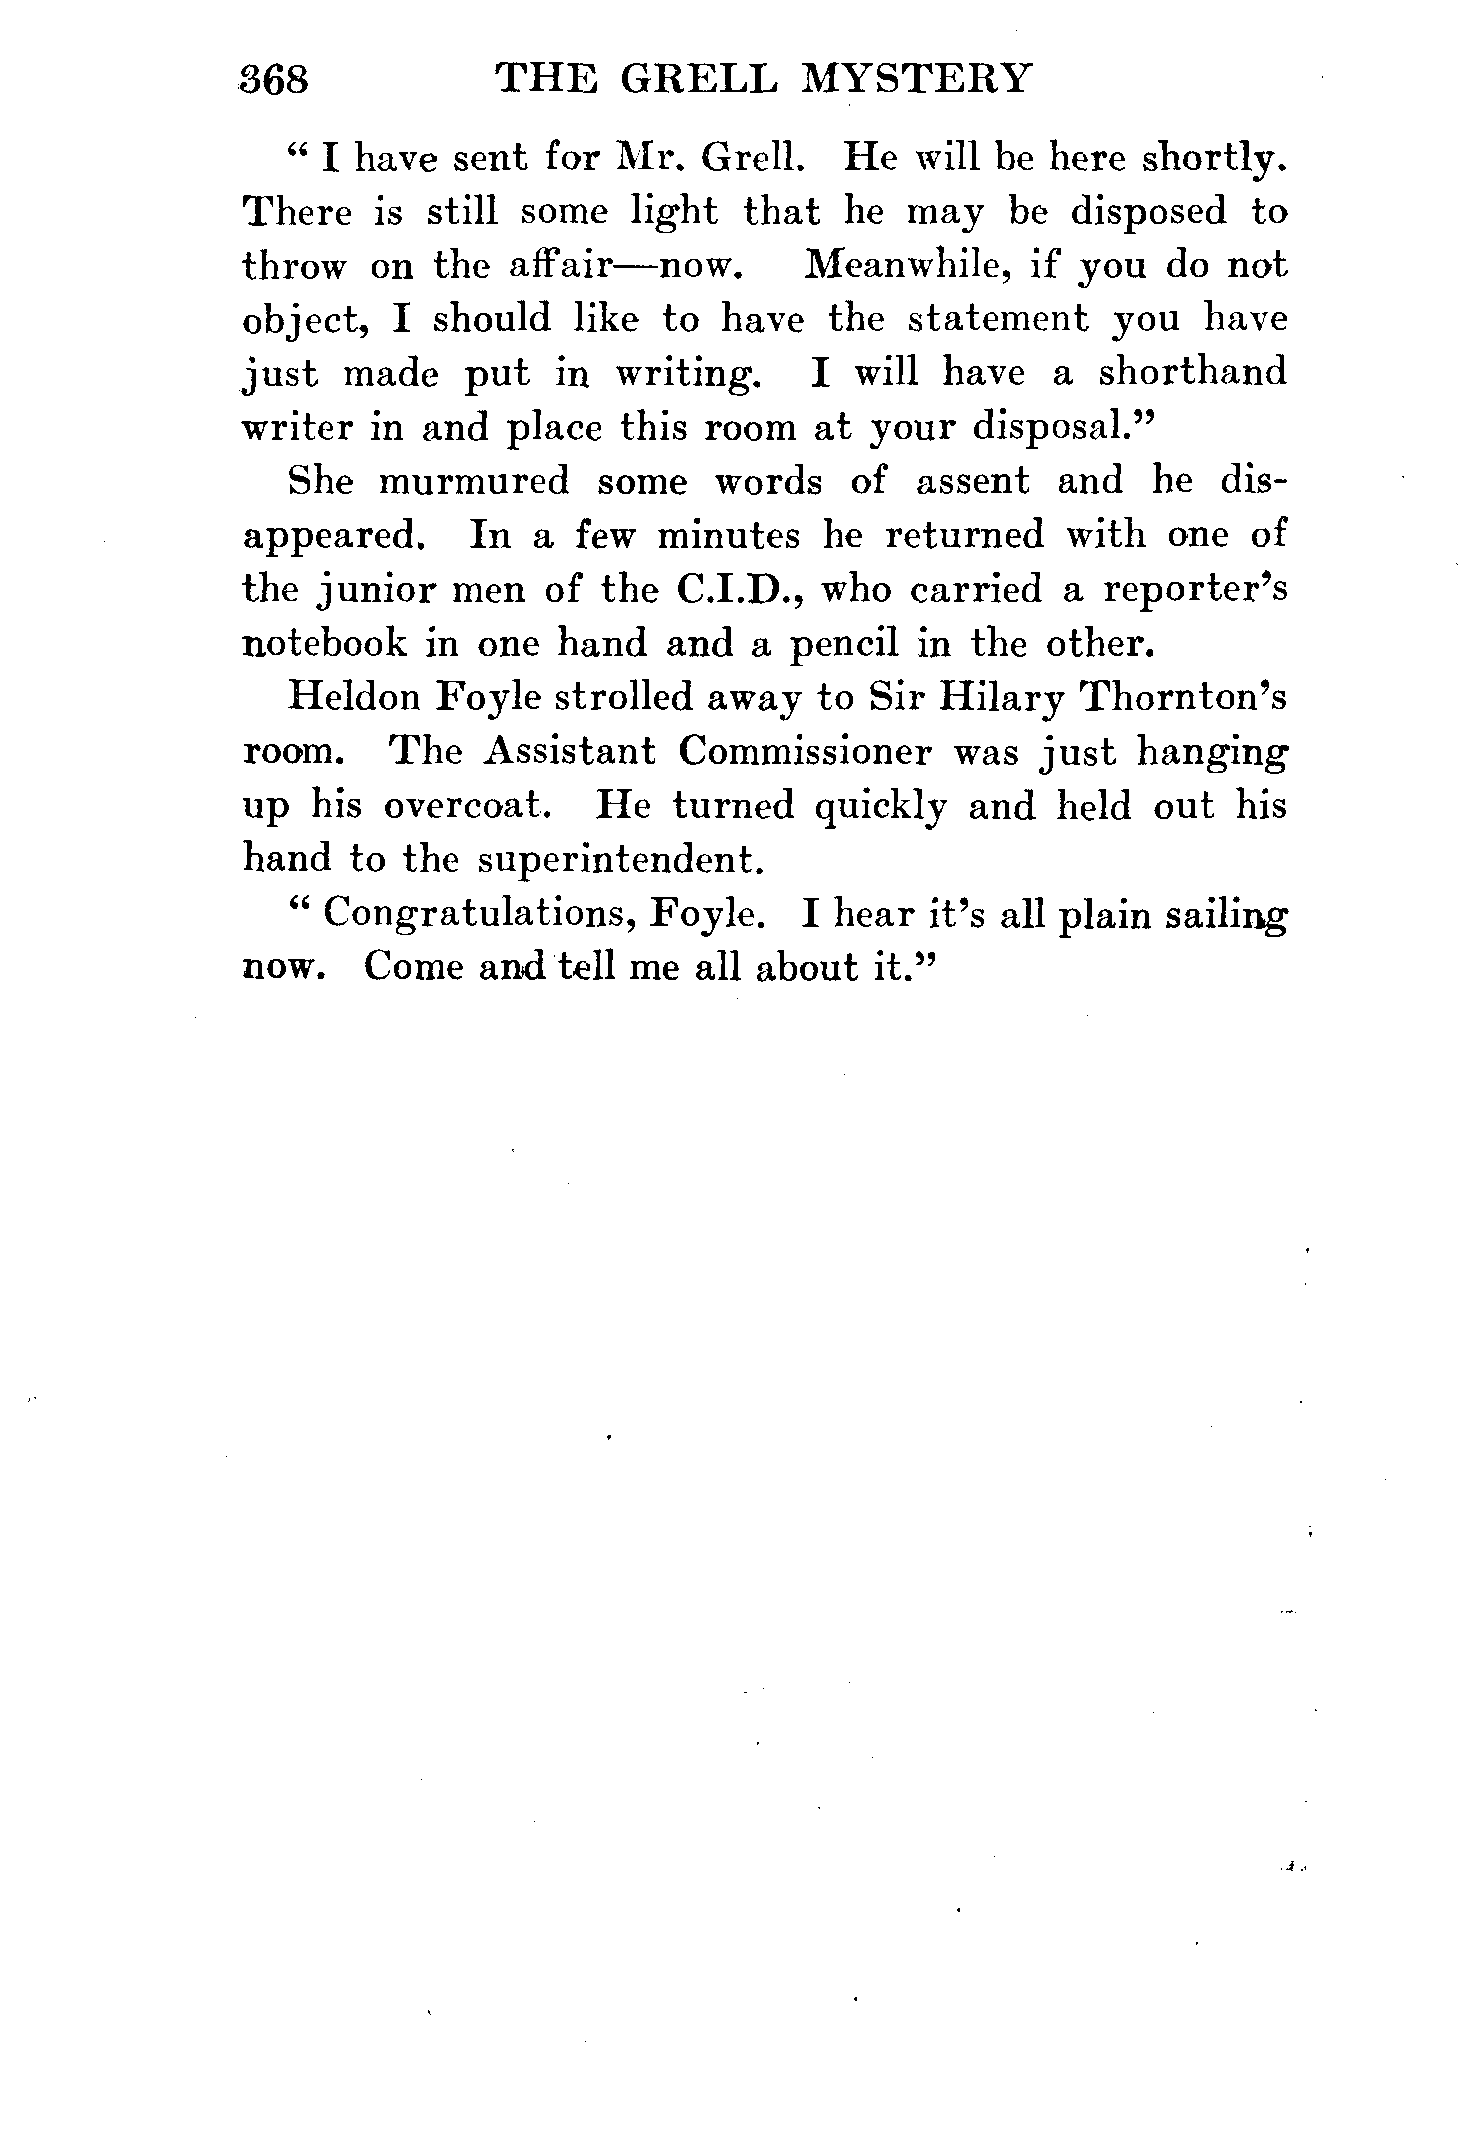 368 THE GRELL MYSTERY
“ I have sent for Mr. Grell. He will be here shortly.
There is still some light that he may be disposed to
throw on the affair—now. Meanwhile, if you do not
object, I should like to have the statement you have
just made put in writing. I will have a shorthand
writer in and place this room at your disposal.”
She murmured some words of assent and he dis-
appeared. In a few minutes he returned with one of
the junior men of the C.I.D., who carried a reporter’s
notebook in one hand and a pencil in the other.
Heldon Foyle strolled away to Sir Hilary Thornton’s
room. The Assistant Commissioner was just hanging
up his overcoat. He turned quickly and held out his
hand to the superintendent.
“ Congratulations, Foyle. I hear it’s all plain sailing
now. Come and tell me all about it.”